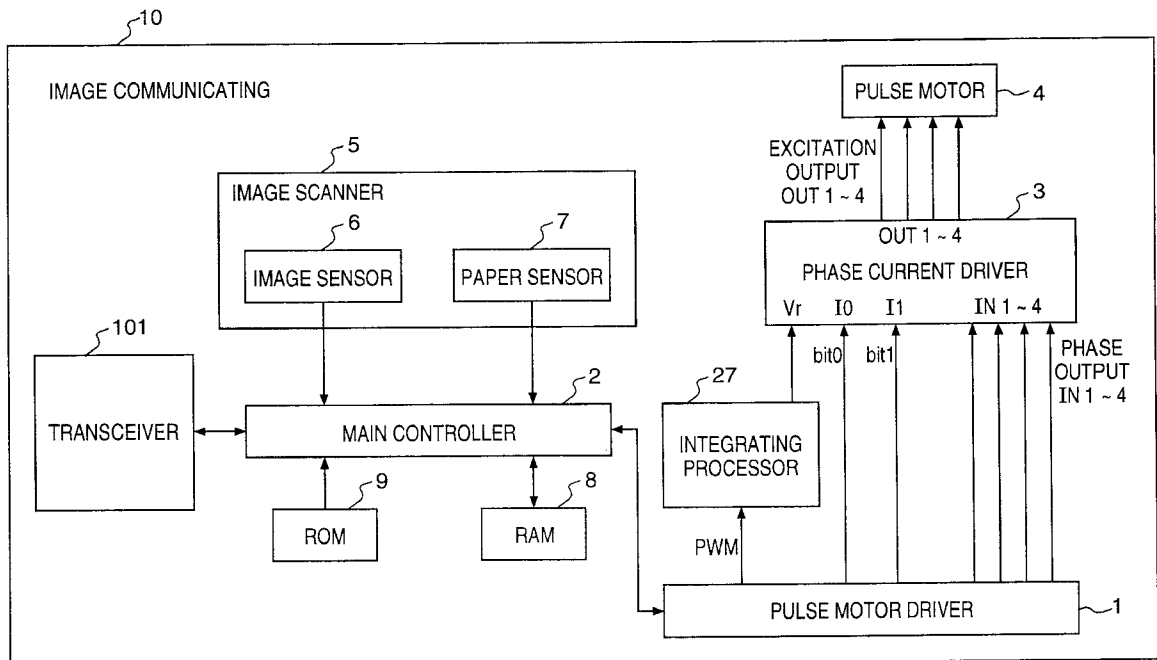 10
IMAGE COMMUNICATING
PULSE MOTOR
4
EXCITATION
OUTPUT
OUT 1 ~ 4
5
IMAGE SCANNER
6
IMAGE SENSOR
7
PAPER SENSOR
3
OUT 1 ~ 4
PHASE CURRENT DRIVER
Vr I0 I1 IN 1 ~ 4
bit0 bit1
PHASE
OUTPUT
IN 1 ~ 4
101
TRANSCEIVER
2
MAIN CONTROLLER
27
INTEGRATING
PROCESSOR
9
ROM
8
RAM
PWM
PULSE MOTOR DRIVER
1